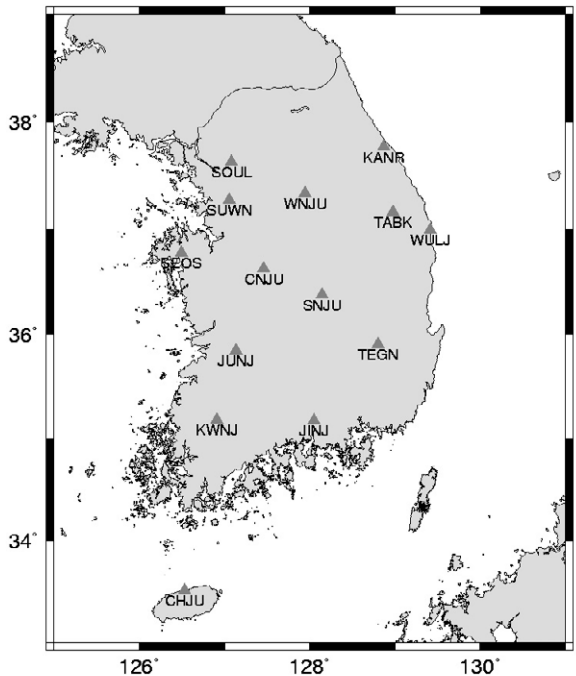 38°
KANR
SOUL
WNJU
SUWN
TABK
WULJ
SEOS
CNJU
SNJU
36°
TEGN
JUNJ
KWNJ
JINJ
34°
CHJU
126°
128°
130°